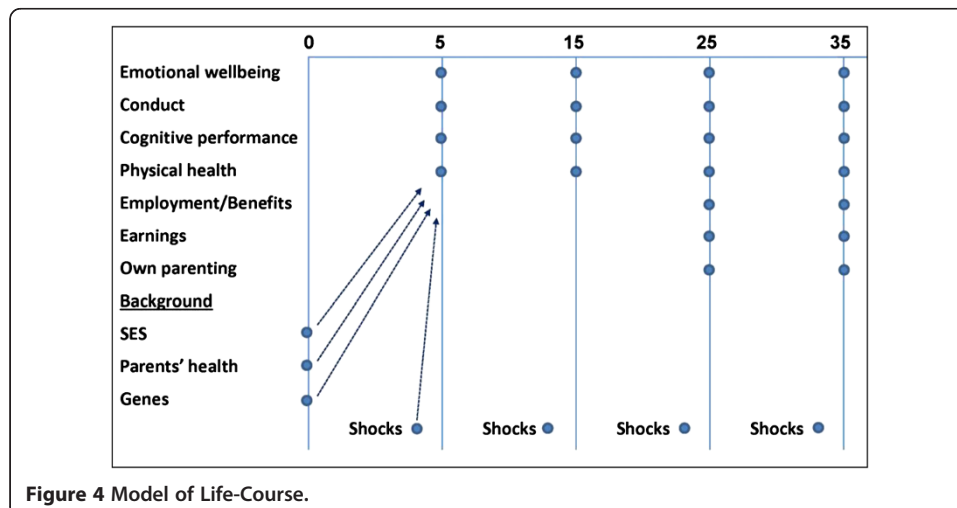 0 5 15 25 35
Emotional wellbeing
Conduct
Cognitive performance
Physical health
Employment/Benefits
Earnings
Own parenting
Background
SES
Parents’ health
Genes
Shocks Shocks Shocks Shocks
Figure 4 Model of Life-Course.